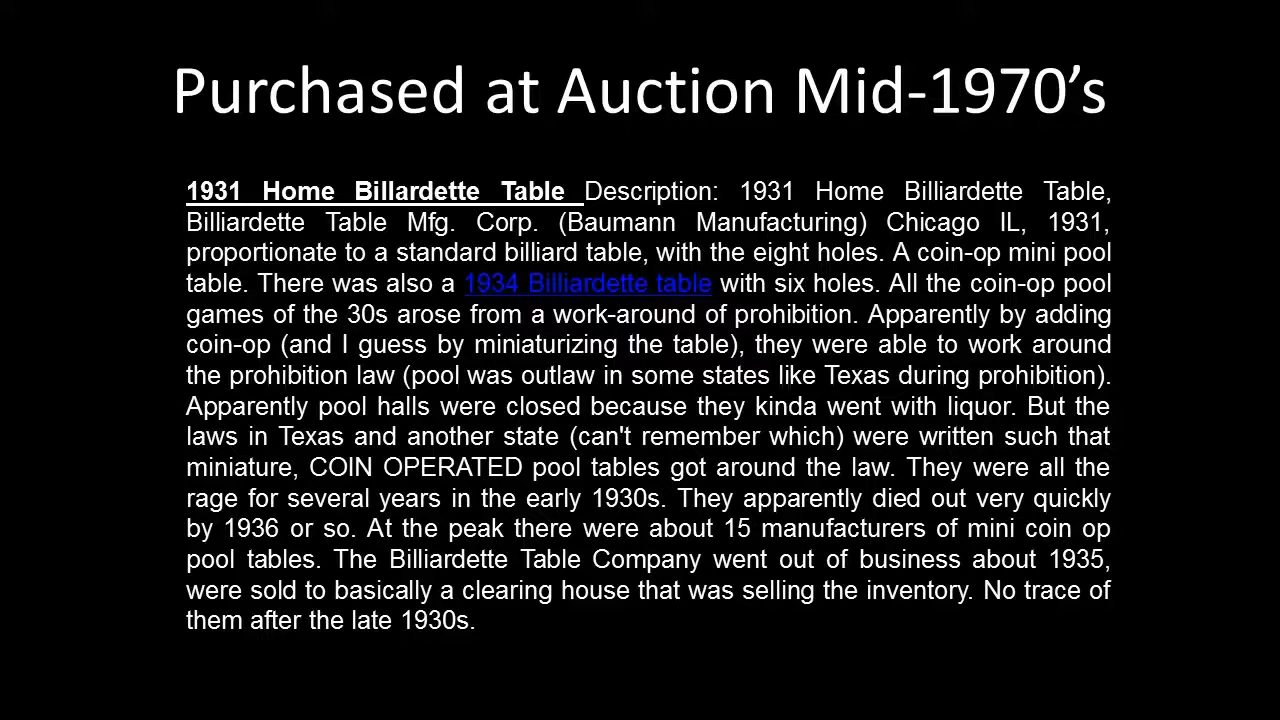 Purchased at Auction Mid-1970’s
1931 Home Billardette Table Description: 1931 Home Billiardette Table,
Billiardette Table Mfg. Corp. (Baumann Manufacturing) Chicago IL, 1931,
proportionate to a standard billiard table, with the eight holes. A coin-op mini pool
table. There was also a 1934 Billiardette table with six holes. All the coin-op pool
games of the 30s arose from a work-around of prohibition. Apparently by adding
coin-op (and I guess by miniaturizing the table), they were able to work around
the prohibition law (pool was outlaw in some states like Texas during prohibition).
Apparently pool halls were closed because they kinda went with liquor. But the
laws in Texas and another state (can't remember which) were written such that
miniature, COIN OPERATED pool tables got around the law. They were all the
rage for several years in the early 1930s. They apparently died out very quickly
by 1936 or so. At the peak there were about 15 manufacturers of mini coin op
pool tables. The Billiardette Table Company went out of business about 1935,
were sold to basically a clearing house that was selling the inventory. No trace of
them after the late 1930s.